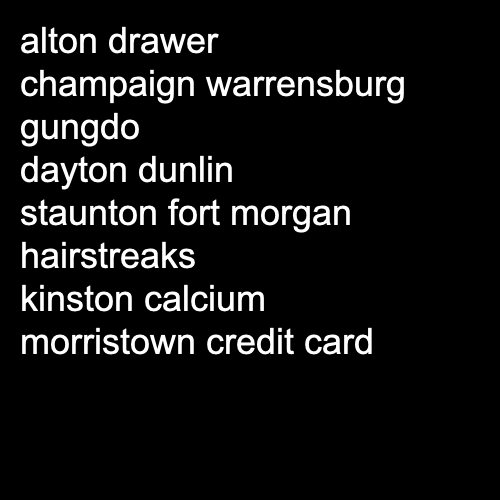 alton drawer
champaign warrensburg
gungdo
dayton dunlin
staunton fort morgan
hairstreaks
kinston calcium
morristown credit card